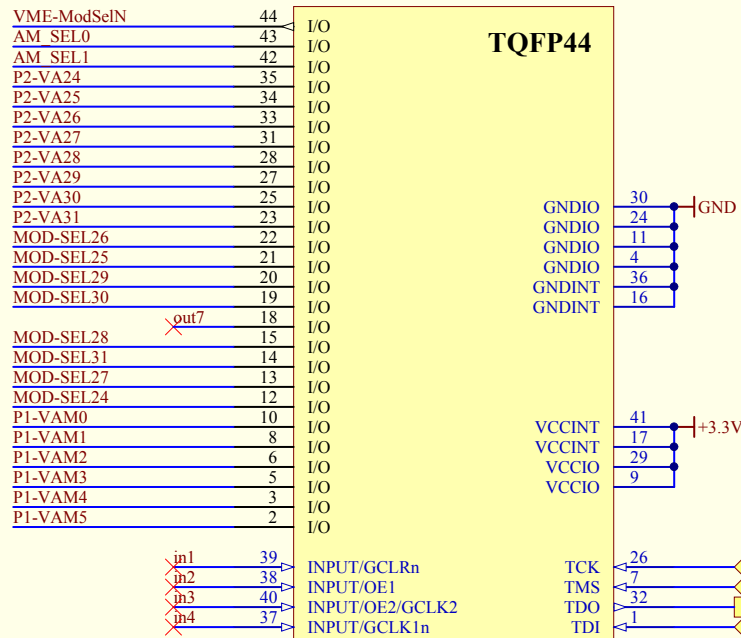 VME-ModSelN 44 I/O
TQFP44
AM_SEL0 43 I/O
AM_SEL1 42 I/O
P2-VA24 35 I/O
P2-VA25 34 I/O
P2-VA26 33 I/O
P2-VA27 31 I/O
P2-VA28 28 I/O
P2-VA29 27 I/O
P2-VA30 25 I/O GNDIO 30 GND
P2-VA31 23 I/O GNDIO 24
MOD-SEL26 22 I/O GNDIO 11
MOD-SEL25 21 I/O GNDIO 4
MOD-SEL29 20 I/O GNDINT 36
MOD-SEL30 19 I/O GNDINT 16
out7 18 I/O
MOD-SEL28 15 I/O
MOD-SEL31 14 I/O
MOD-SEL27 13 I/O
MOD-SEL24 12 I/O
P1-VAM0 10 I/O VCCINT 41 +3.3V
P1-VAM1 8 I/O VCCINT 17
P1-VAM2 6 I/O VCCIO 29
P1-VAM3 5 I/O VCCIO 9
P1-VAM4 3 I/O
P1-VAM5 2 I/O
in1 39 INPUT/GCLRn TCK 26
in2 38 INPUT/OE1 TMS 7
in3 40 INPUT/OE2/GCLK2 TDO 32
in4 37 INPUT/GCLK1n TDI 1